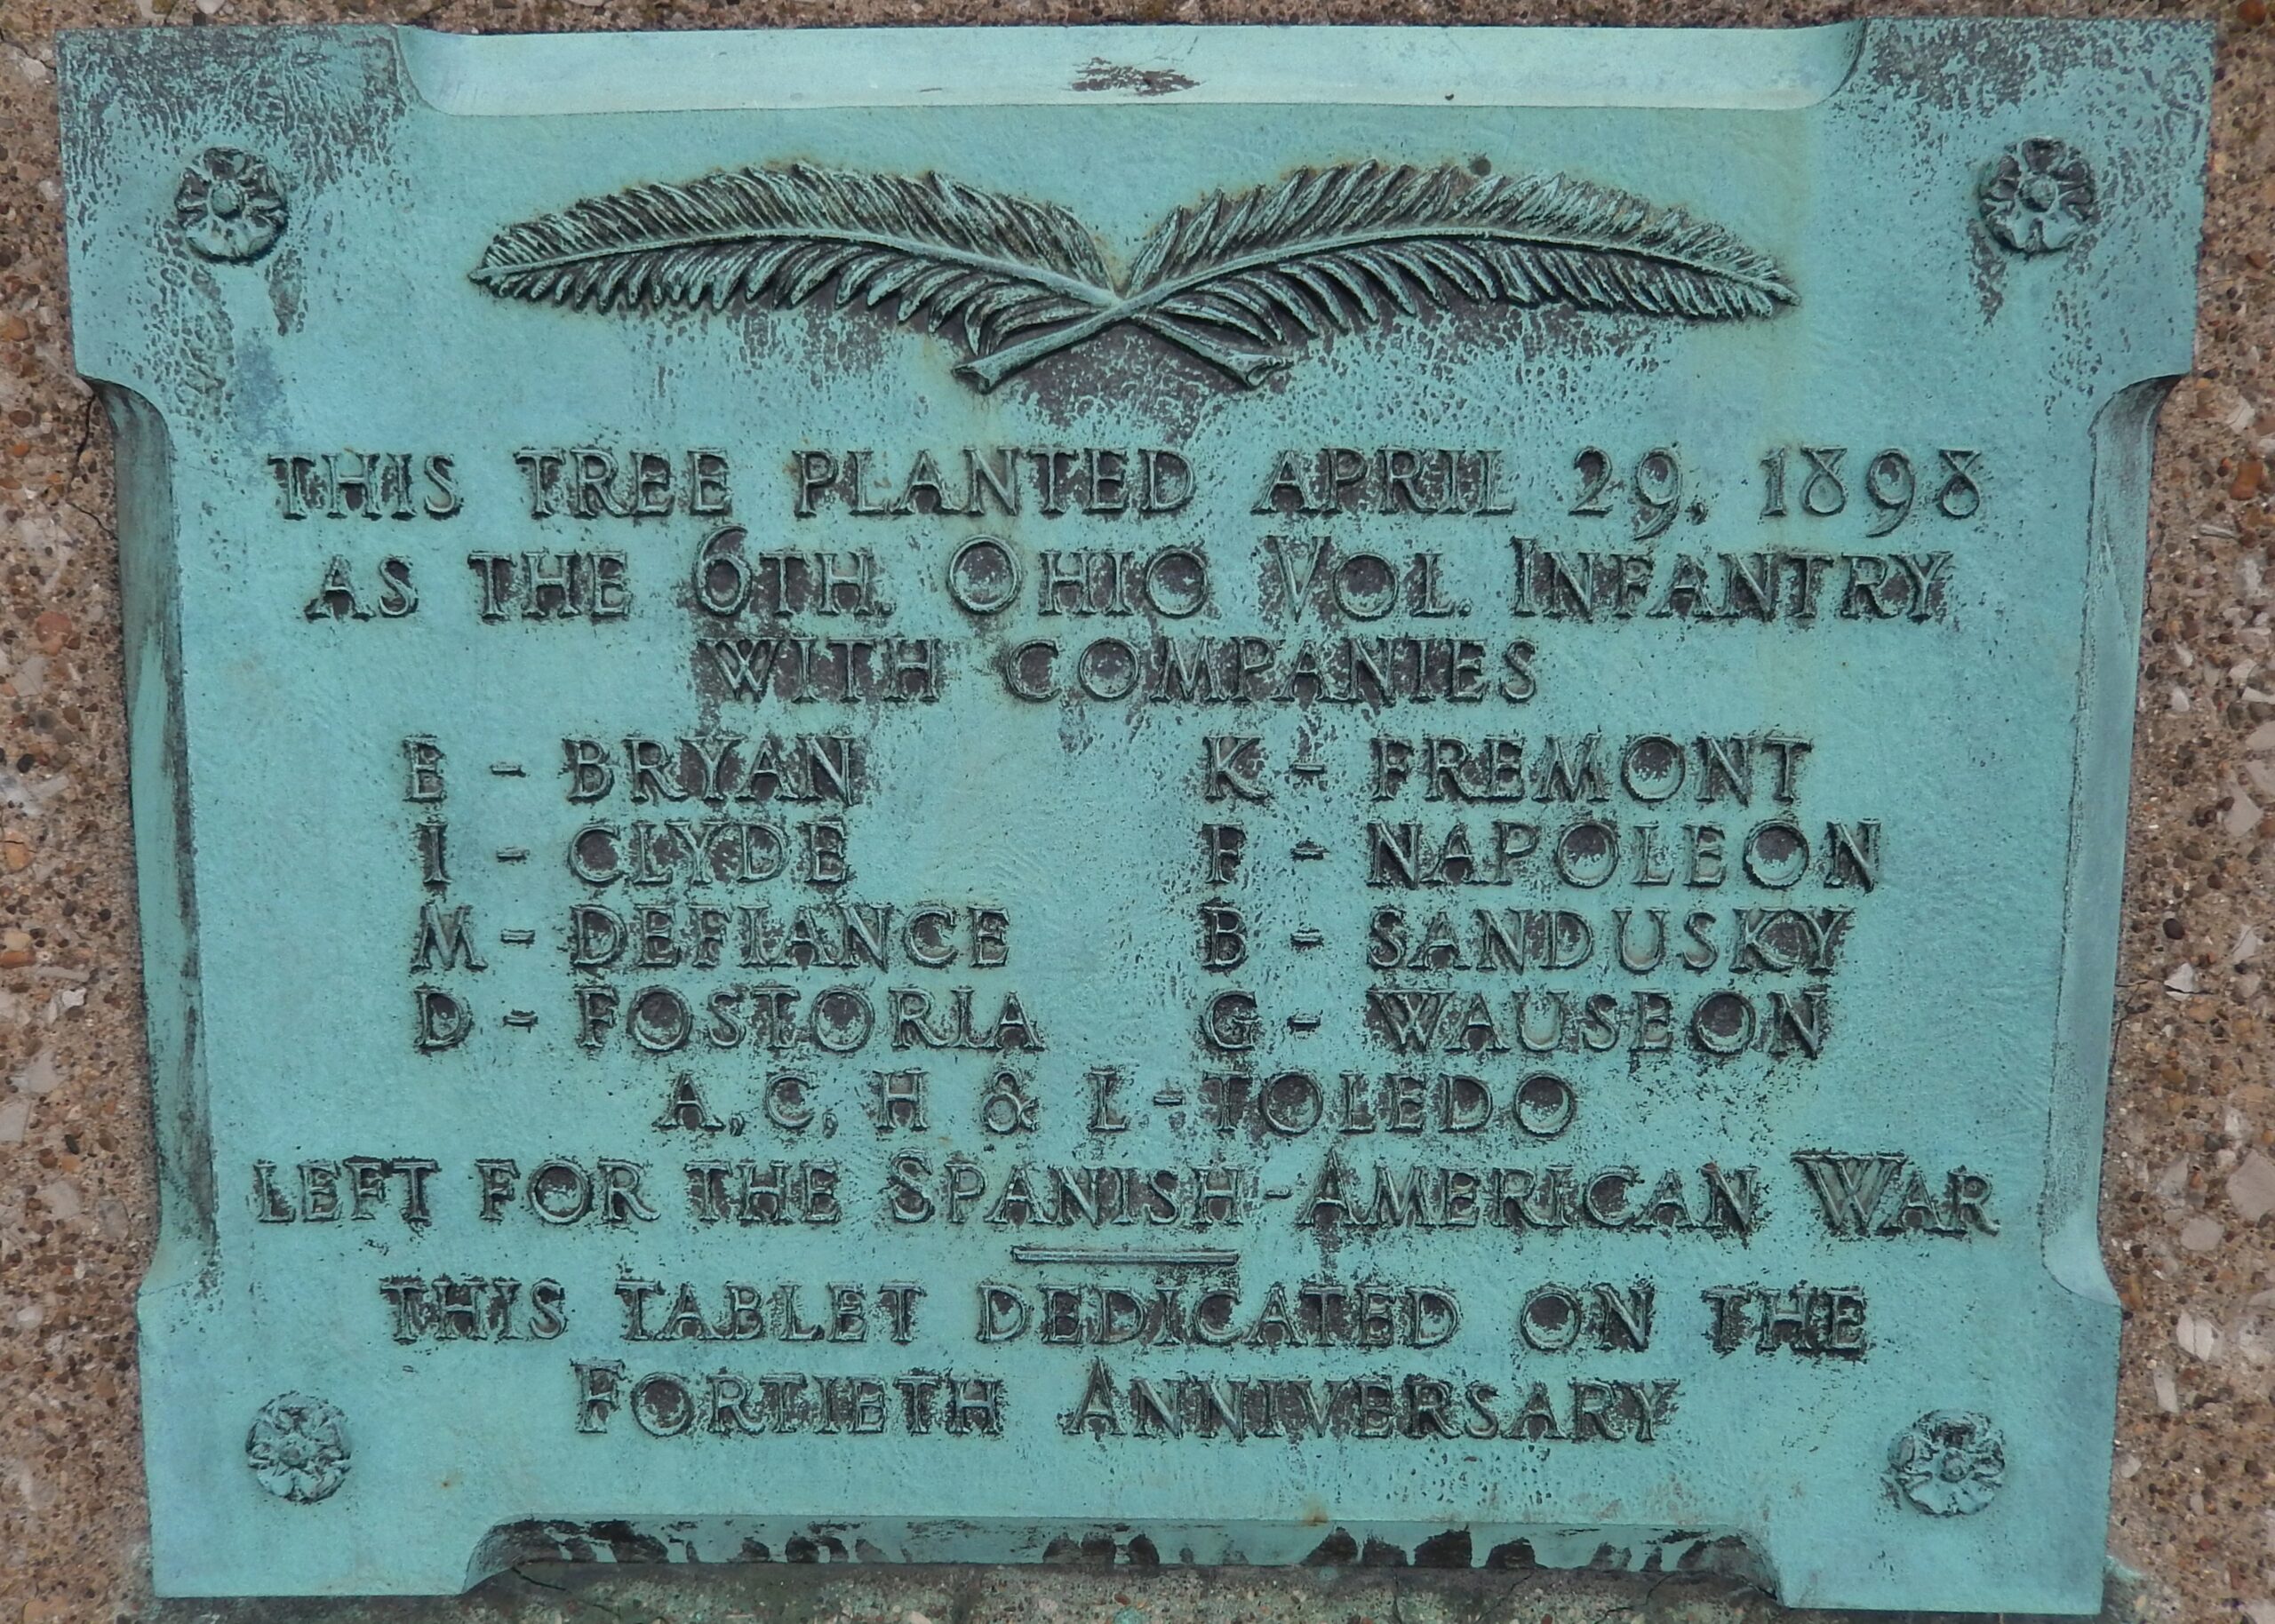 THIS TREE PLANTED APRIL 29, 1898
AS THE 6TH. OHIO VOL. INFANTRY
WITH COMPANIES
E - BRYAN K - FREMONT
I - CLYDE F - NAPOLEON
M - DEFIANCE B - SANDUSKY
D - FOSTORIA G - WAUSEON
A, C, H & L - TOLEDO
LEFT FOR THE SPANISH-AMERICAN WAR
THIS TABLET DEDICATED ON THE
FORTIETH ANNIVERSARY